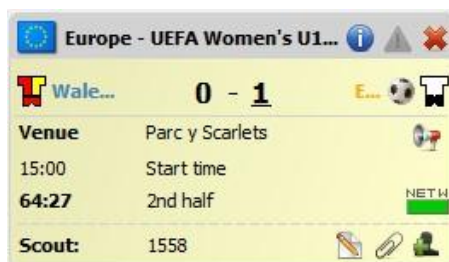 Europe - UEFA Women's U1...
Wale... 0 - 1 E...
Venue Parc y Scarlets
15:00 Start time
64:27 2nd half
NETW
Scout: 1558